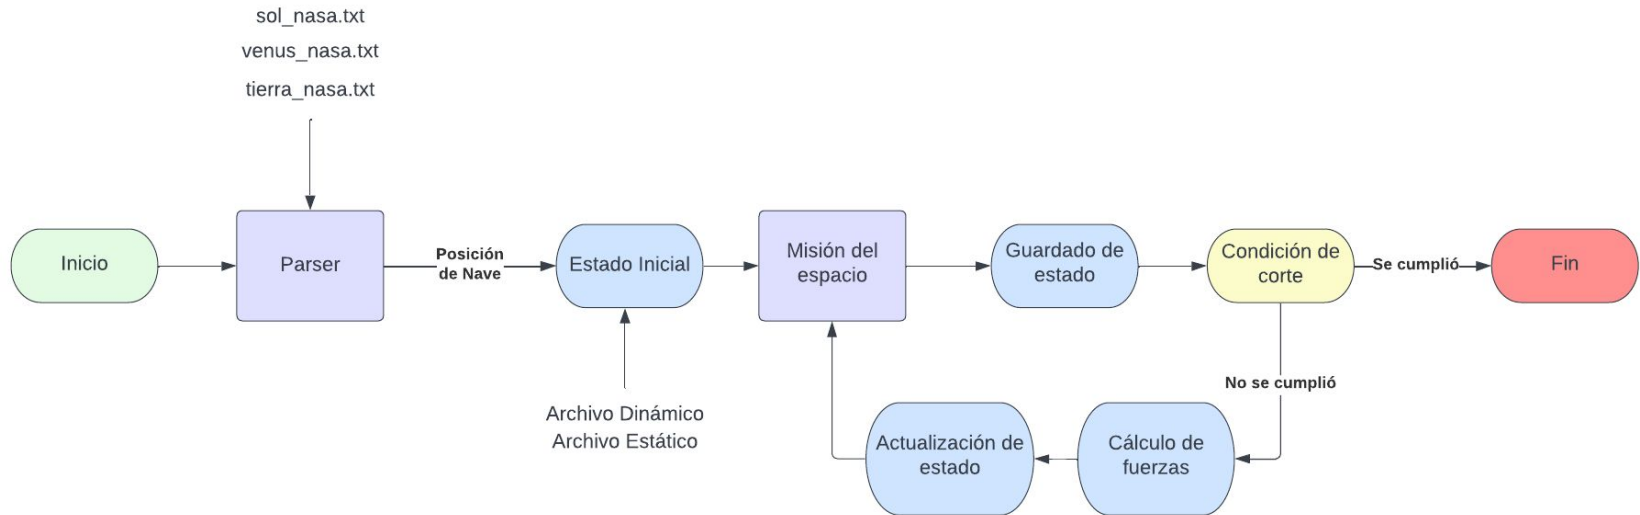 sol_nasa.txt
venus_nasa.txt
tierra_nasa.txt
Inicio
Parser
Posición
de Nave
Estado Inicial
Archivo Dinámico
Archivo Estático
Misión del
espacio
Guardado de
estado
Condición de
corte
Se cumplió
Fin
No se cumplió
Cálculo de
fuerzas
Actualización de
estado